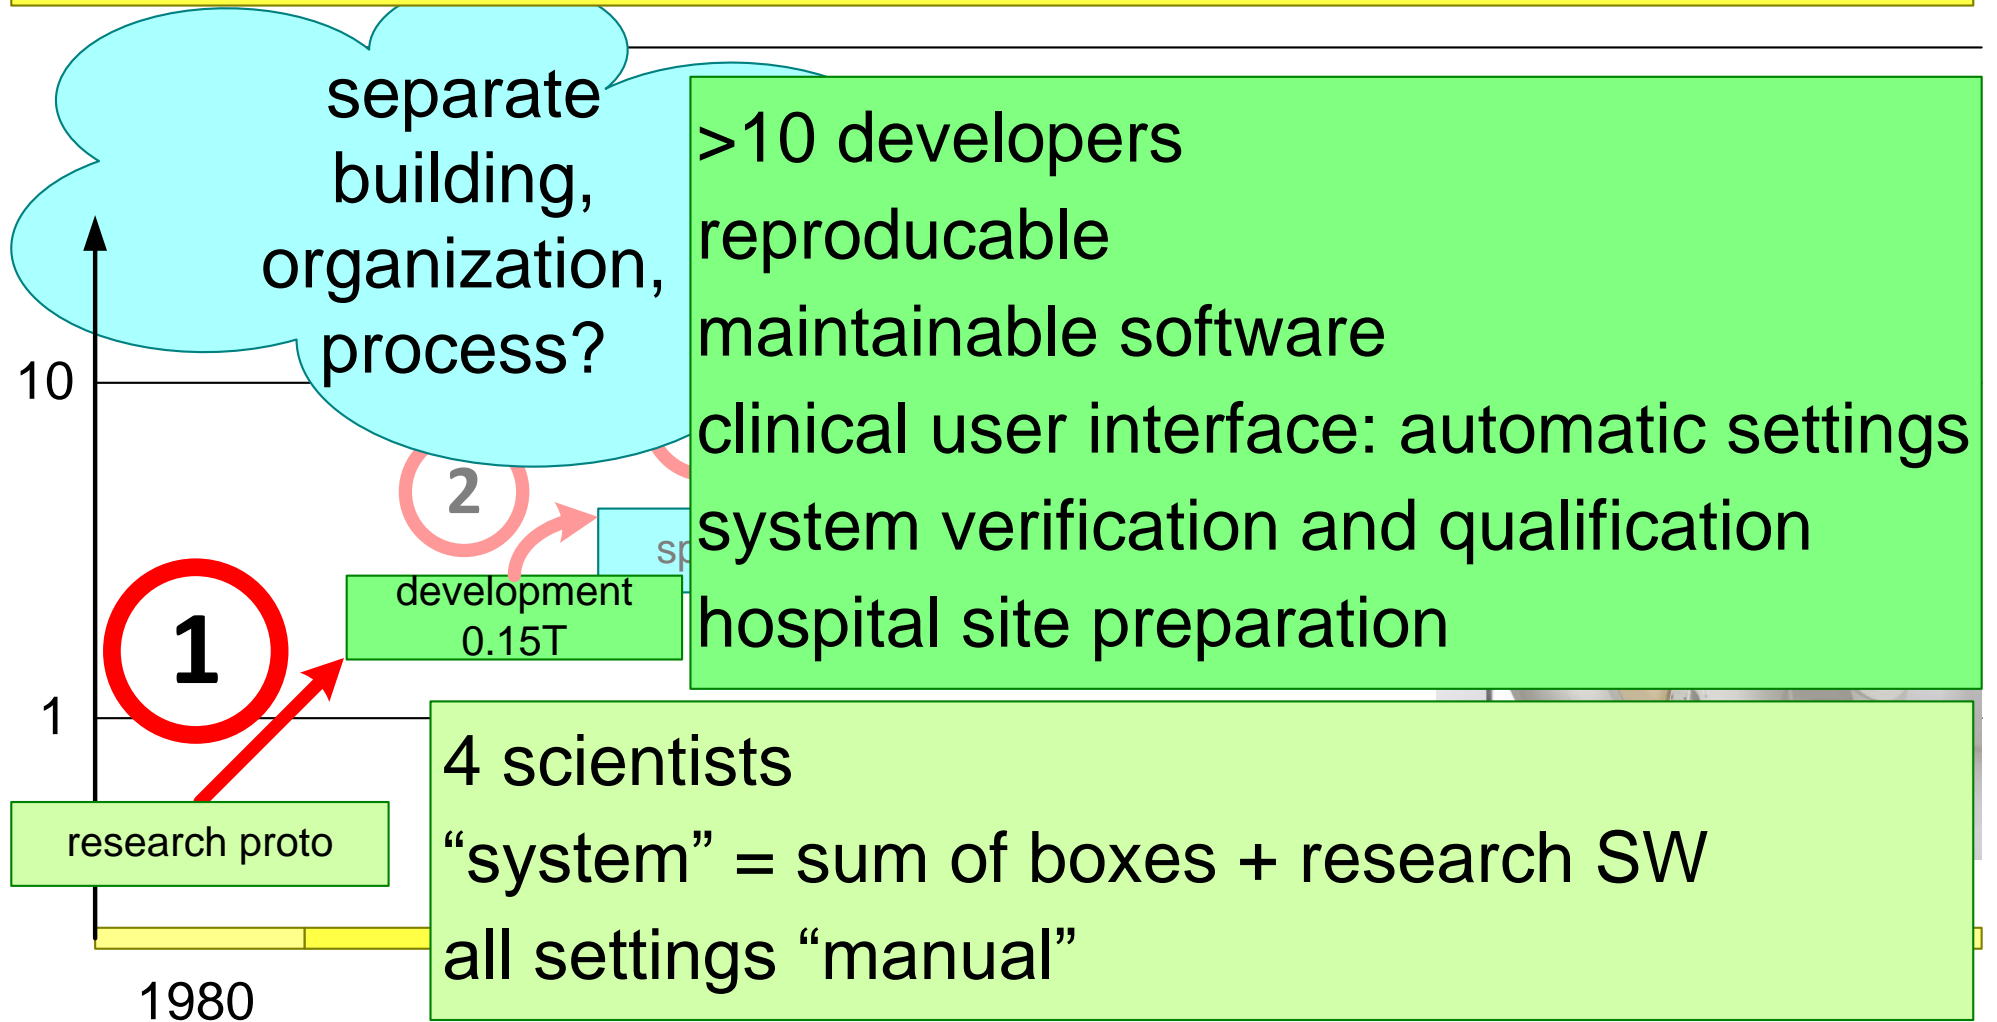 separate
building,
organization,
process?
>10 developers
reproducable
maintainable software
clinical user interface: automatic settings
system verification and qualification
hospital site preparation
10
2
sp
development
0.15T
1
1
research proto
4 scientists
“system” = sum of boxes + research SW
all settings “manual”
1980